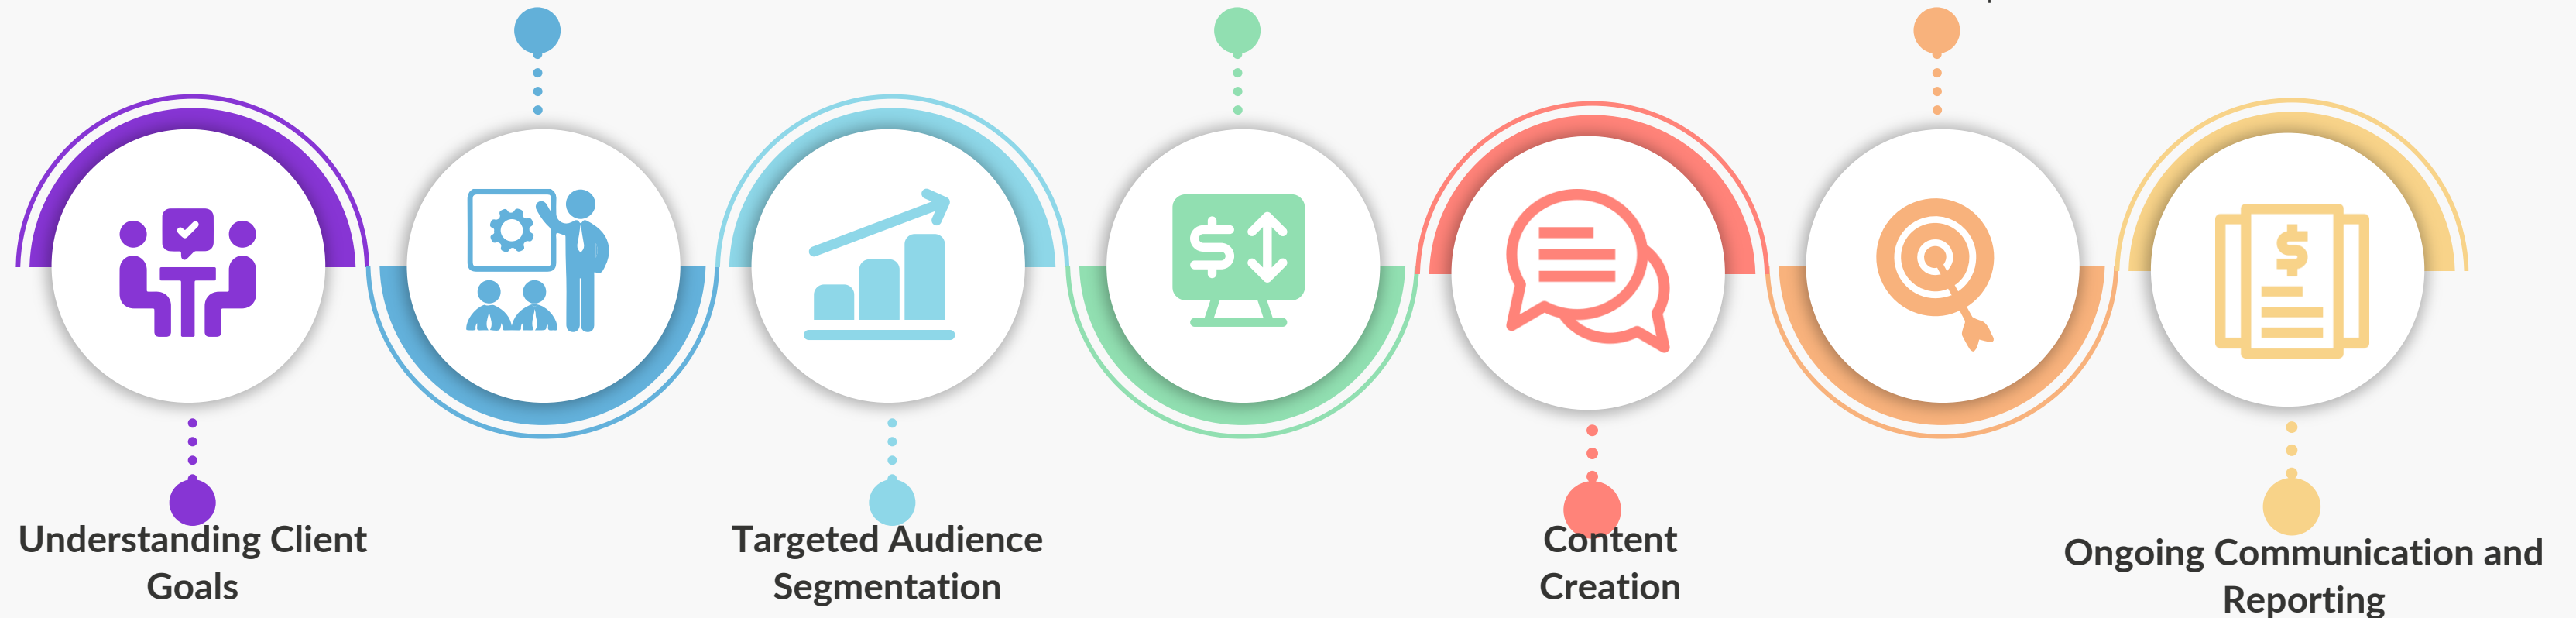 Understanding Client
Goals
Targeted Audience
Segmentation
Content
Creation
Ongoing Communication and
Reporting